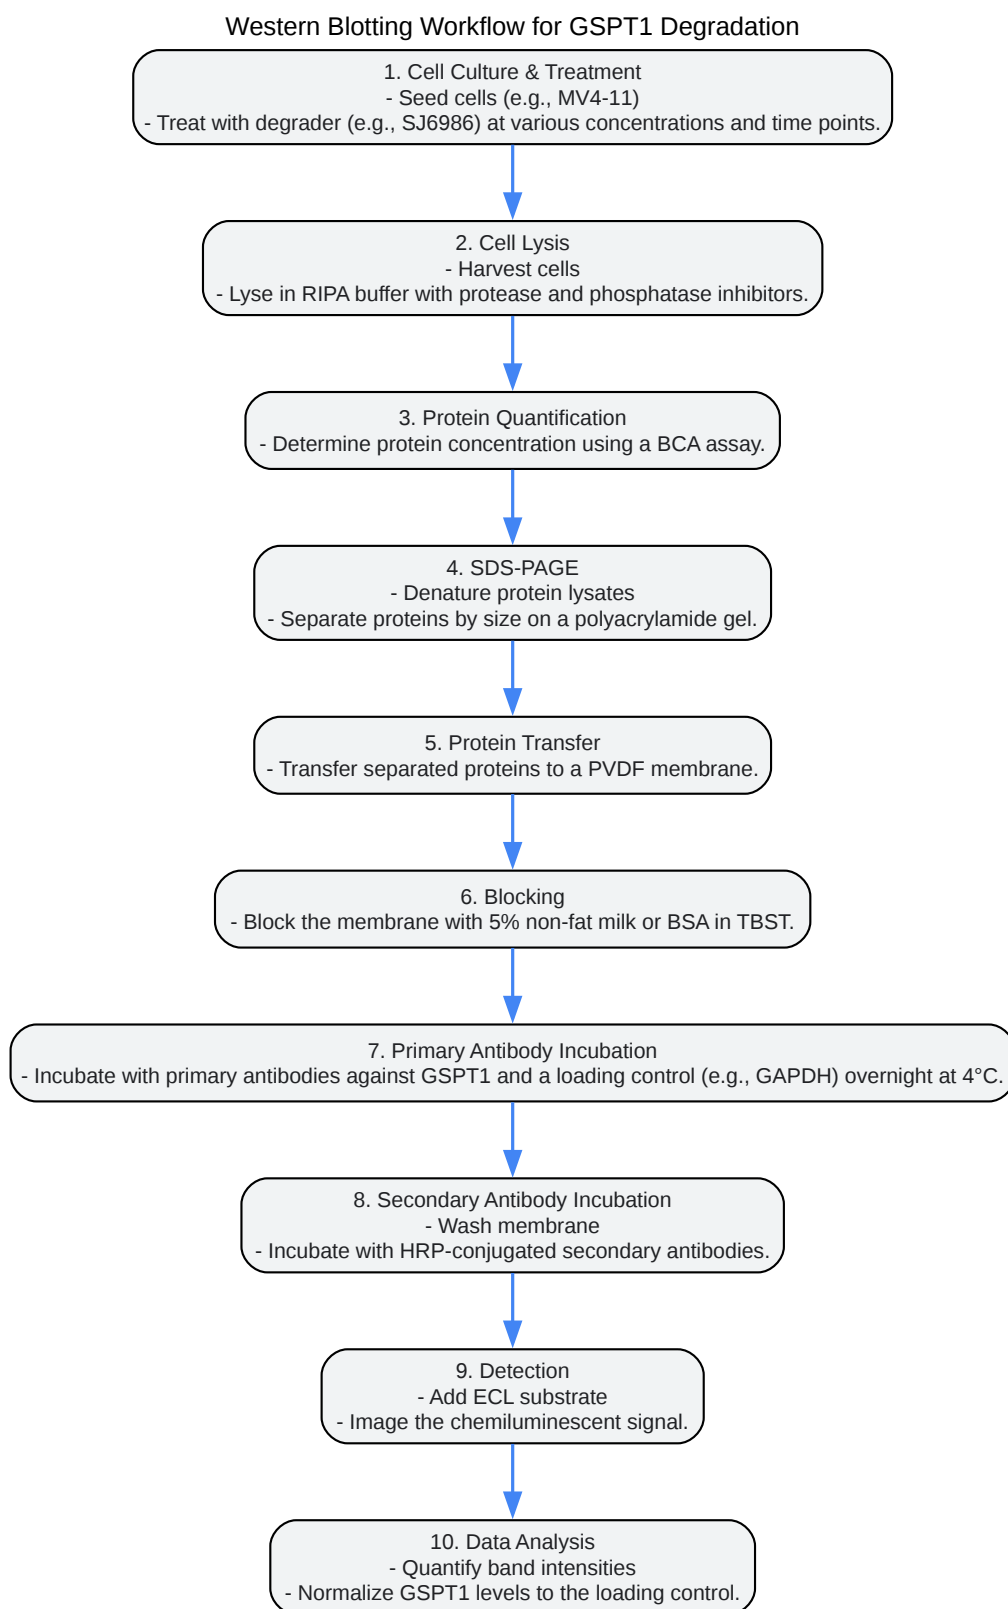 Western Blotting Workflow for GSPT1 Degradation
1. Cell Culture & Treatment
- Seed cells (e.g., MV4-11)
- Treat with degrader (e.g., SJ6986) at various concentrations and time points.
2. Cell Lysis
- Harvest cells
- Lyse in RIPA buffer with protease and phosphatase inhibitors.
3. Protein Quantification
- Determine protein concentration using a BCA assay.
4. SDS-PAGE
- Denature protein lysates
- Separate proteins by size on a polyacrylamide gel.
5. Protein Transfer
- Transfer separated proteins to a PVDF membrane.
6. Blocking
- Block the membrane with 5% non-fat milk or BSA in TBST.
7. Primary Antibody Incubation
- Incubate with primary antibodies against GSPT1 and a loading control (e.g., GAPDH) overnight at 4°C.
8. Secondary Antibody Incubation
- Wash membrane
- Incubate with HRP-conjugated secondary antibodies.
9. Detection
- Add ECL substrate
- Image the chemiluminescent signal.
10. Data Analysis
- Quantify band intensities
- Normalize GSPT1 levels to the loading control.